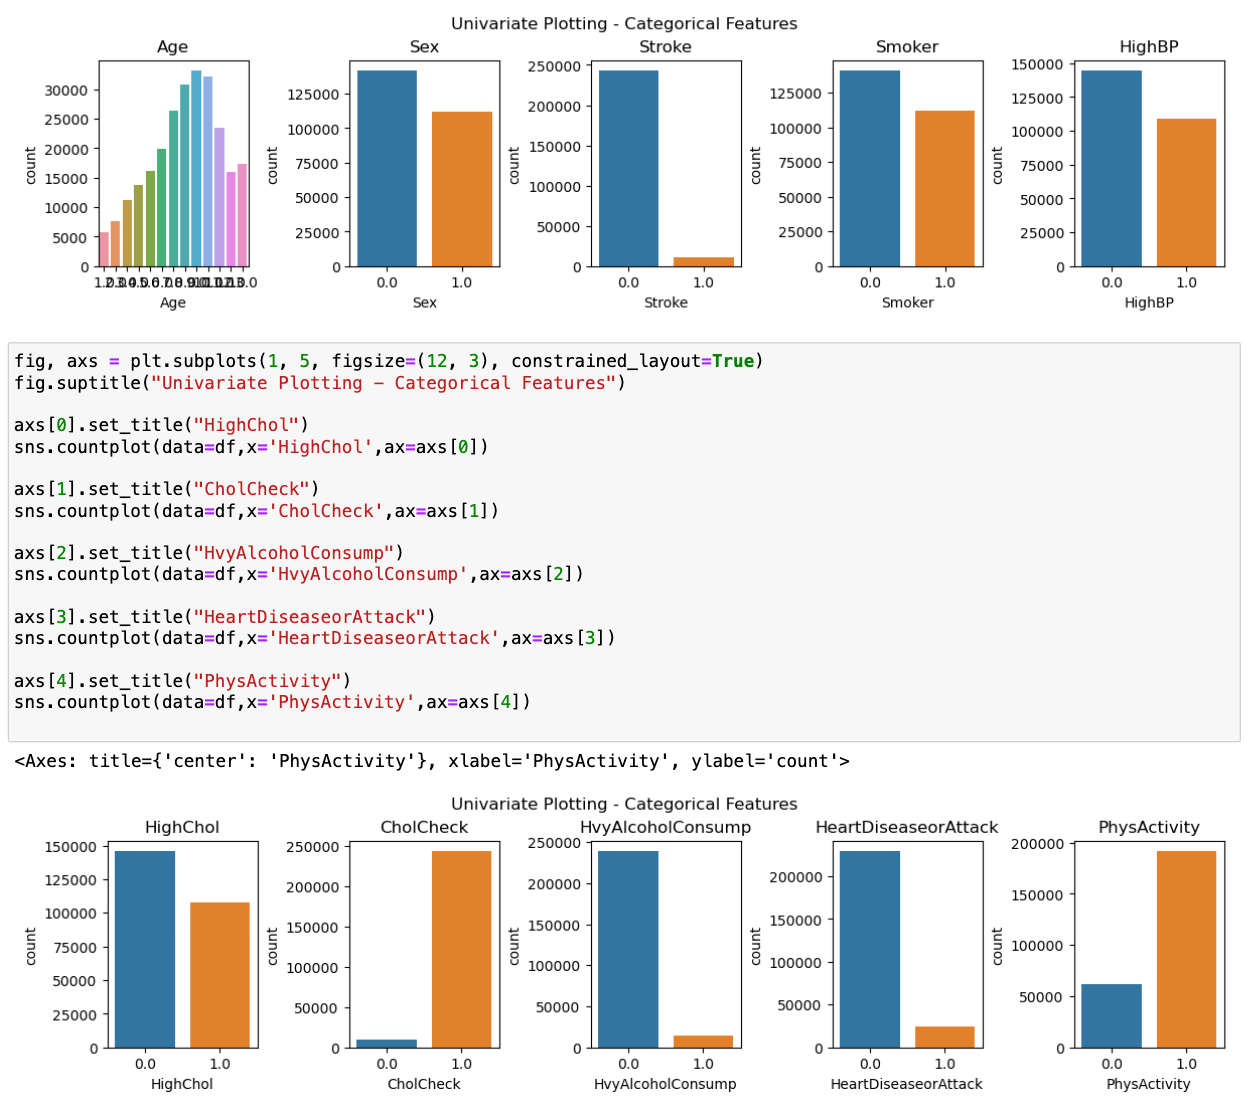 Univariate Plotting - Categorical Features
Age Sex Stroke Smoker HighBP
30000 25000 20000 15000 10000 5000 0
count
Age
125000 100000 75000 50000 25000 0
count
0.0 1.0
Sex
250000 200000 150000 100000 50000 0
count
0.0 1.0
Stroke
125000 100000 75000 50000 25000 0
count
0.0 1.0
Smoker
150000 125000 100000 75000 50000 25000 0
count
0.0 1.0
HighBP
fig, axs = plt.subplots(1, 5, figsize=(12, 3), constrained_layout=True)
fig.suptitle("Univariate Plotting – Categorical Features")
axs[0].set_title("HighChol")
sns.countplot(data=df,x='HighChol',ax=axs[0])
axs[1].set_title("CholCheck")
sns.countplot(data=df,x='CholCheck',ax=axs[1])
axs[2].set_title("HvyAlcoholConsump")
sns.countplot(data=df,x='HvyAlcoholConsump',ax=axs[2])
axs[3].set_title("HeartDiseaseorAttack")
sns.countplot(data=df,x='HeartDiseaseorAttack',ax=axs[3])
axs[4].set_title("PhysActivity")
sns.countplot(data=df,x='PhysActivity',ax=axs[4])
<Axes: title={'center': 'PhysActivity'}, xlabel='PhysActivity', ylabel='count'>
Univariate Plotting - Categorical Features
HighChol CholCheck HvyAlcoholConsump HeartDiseaseorAttack PhysActivity
150000 125000 100000 75000 50000 25000 0
count
0.0 1.0
HighChol
250000 200000 150000 100000 50000 0
count
0.0 1.0
CholCheck
250000 200000 150000 100000 50000 0
count
0.0 1.0
HvyAlcoholConsump
200000 150000 100000 50000 0
count
0.0 1.0
HeartDiseaseorAttack
200000 150000 100000 50000 0
count
0.0 1.0
PhysActivity